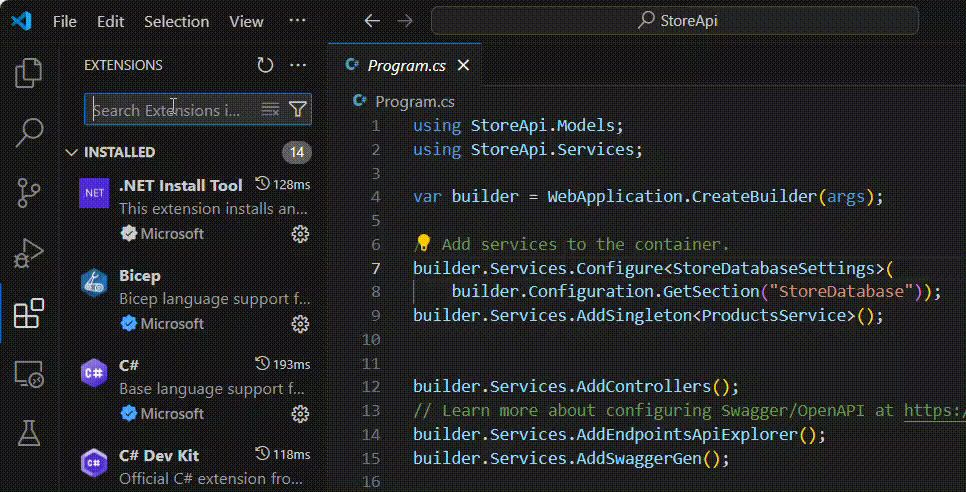 File Edit Selection View ···
StoreApi
EXTENSIONS
Search Extensions i...
INSTALLED 14
NET .NET Install Tool 128ms
This extension installs an...
Microsoft
Bicep
Bicep language support f...
Microsoft
C# C# 193ms
Base language support f...
Microsoft
C# C# Dev Kit 118ms
Official C# extension fro...
C# Program.cs
C# Program.cs
1 using StoreApi.Models;
2 using StoreApi.Services;
3
4 var builder = WebApplication.CreateBuilder(args);
5
6 Add services to the container.
7 builder.Services.Configure<StoreDatabaseSettings>(
8 builder.Configuration.GetSection("StoreDatabase"));
9 builder.Services.AddSingleton<ProductsService>();
10
11
12 builder.Services.AddControllers();
13 // Learn more about configuring Swagger/OpenAPI at https:/
14 builder.Services.AddEndpointsApiExplorer();
15 builder.Services.AddSwaggerGen();
16